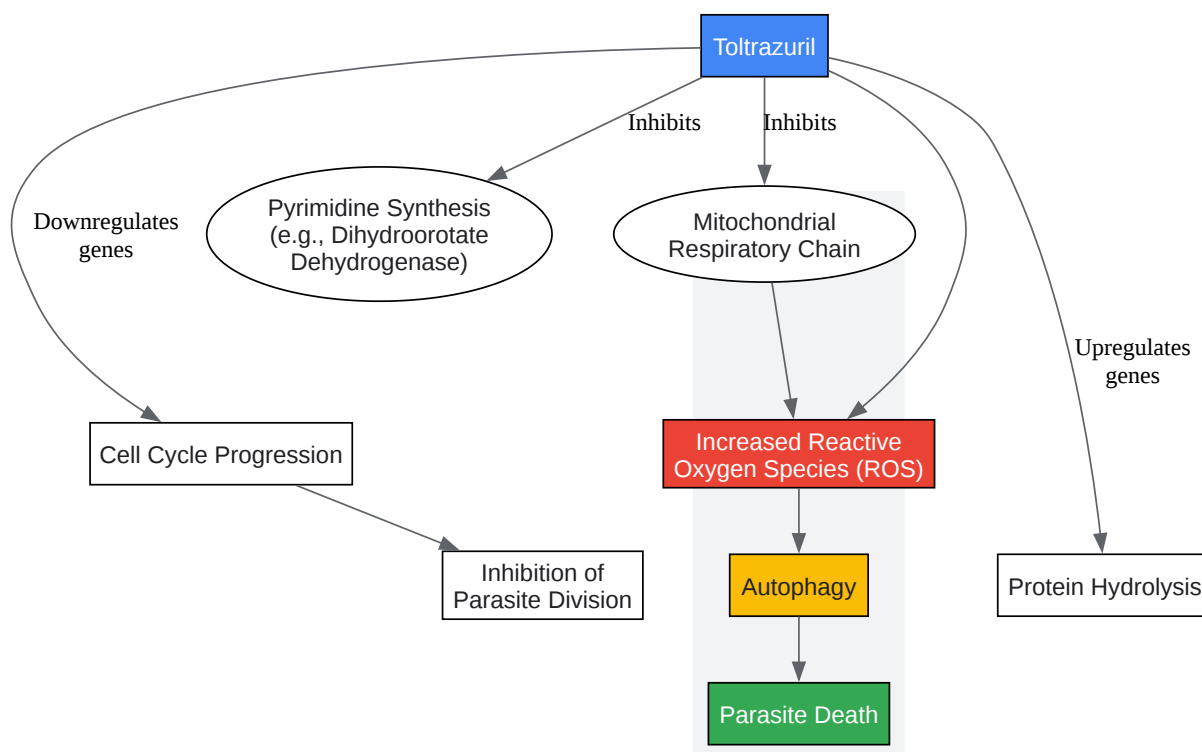 Toltrazuril
Inhibits
Inhibits
Downregulates
genes
Pyrimidine Synthesis
(e.g., Dihydroorotate
Dehydrogenase)
Mitochondrial
Respiratory Chain
Upregulates
genes
Cell Cycle Progression
Increased Reactive
Oxygen Species (ROS)
Inhibition of
Parasite Division
Autophagy
Protein Hydrolysis
Parasite Death